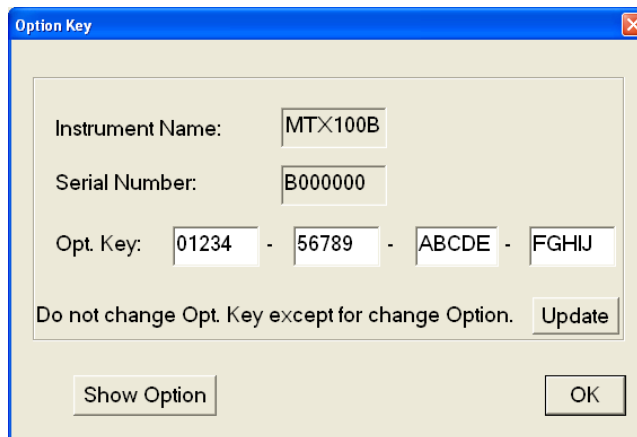 Option Key
Instrument Name: MTX100B
Serial Number: B000000
Opt. Key: 01234 - 56789 - ABCDE - FGHIJ
Do not change Opt. Key except for change Option. Update
Show Option OK